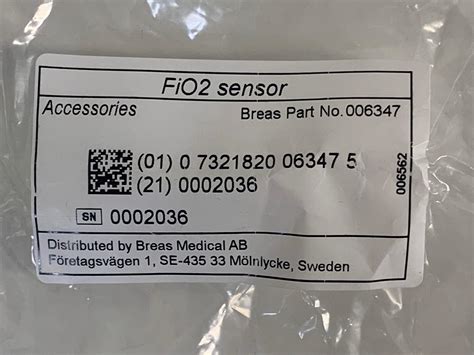 FiO2 sensor
Accessories Breas Part No. 006347
(01) 0 7321820 06347 5
(21) 0002036
SN 0002036
006562
Distributed by Breas Medical AB
Företagsvägen 1, SE-435 33 Mölnlycke, Sweden